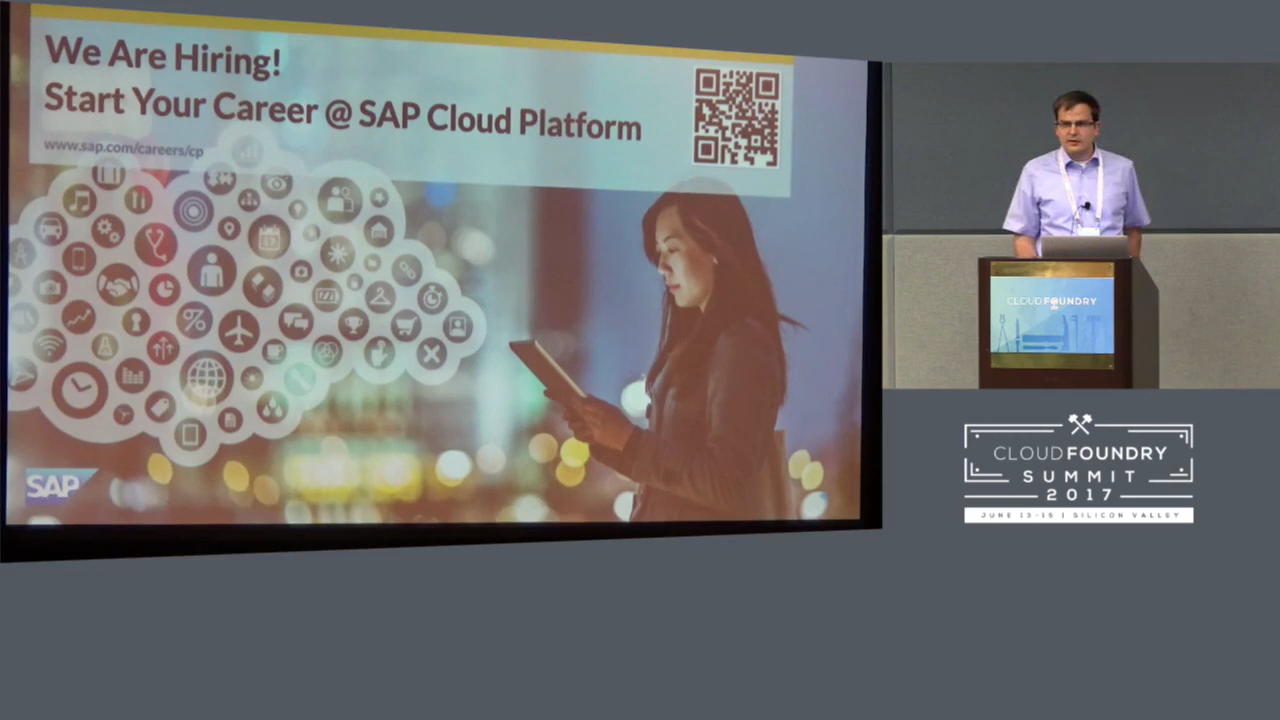 We Are Hiring!
Start Your Career @ SAP Cloud Platform
www.sap.com/careers/cp
SAP
CLOUD FOUNDRY
CLOUD FOUNDRY
SUMMIT
2017
JUNE 13-15 | SILICON VALLEY